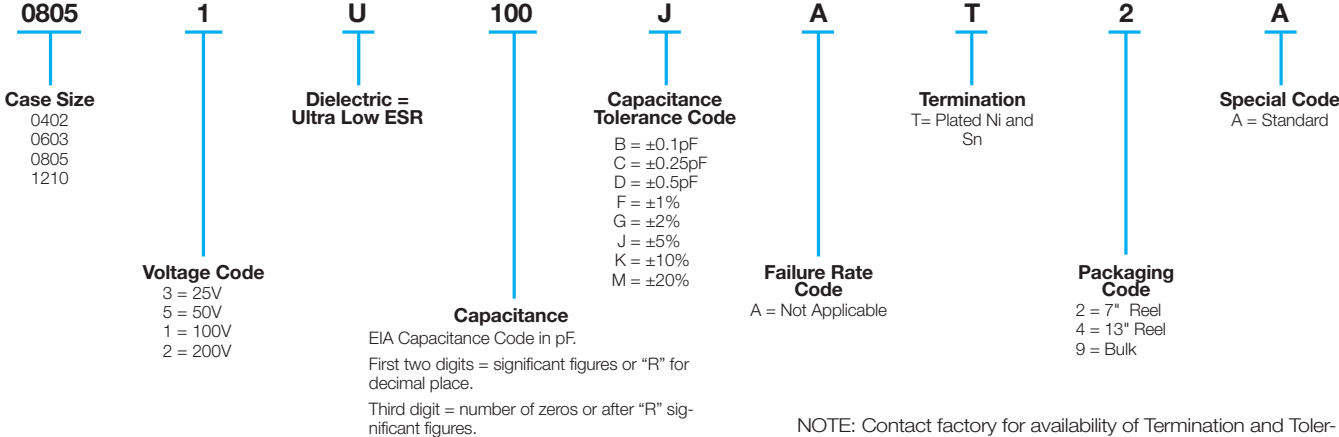 0805 1 U 100 J A T 2 A
Case Size
0402
0603
0805
1210
Voltage Code
3 = 25V
5 = 50V
1 = 100V
2 = 200V
Dielectric =
Ultra Low ESR
Capacitance
EIA Capacitance Code in pF.
First two digits = significant figures or “R” for
decimal place.
Third digit = number of zeros or after “R” sig-
nificant figures.
Capacitance
Tolerance Code
B = ±0.1pF
C = ±0.25pF
D = ±0.5pF
F = ±1%
G = ±2%
J = ±5%
K = ±10%
M = ±20%
Failure Rate
Code
A = Not Applicable
Termination
T= Plated Ni and
Sn
Packaging
Code
2 = 7" Reel
4 = 13" Reel
9 = Bulk
Special Code
A = Standard
NOTE: Contact factory for availability of Termination and Toler-